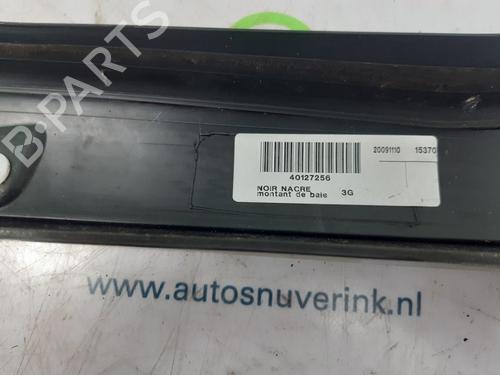 B-PARTS
20091110 15370
40127256
NOIR NACRE 3G
montant de baie
www.autosnuverink.nl